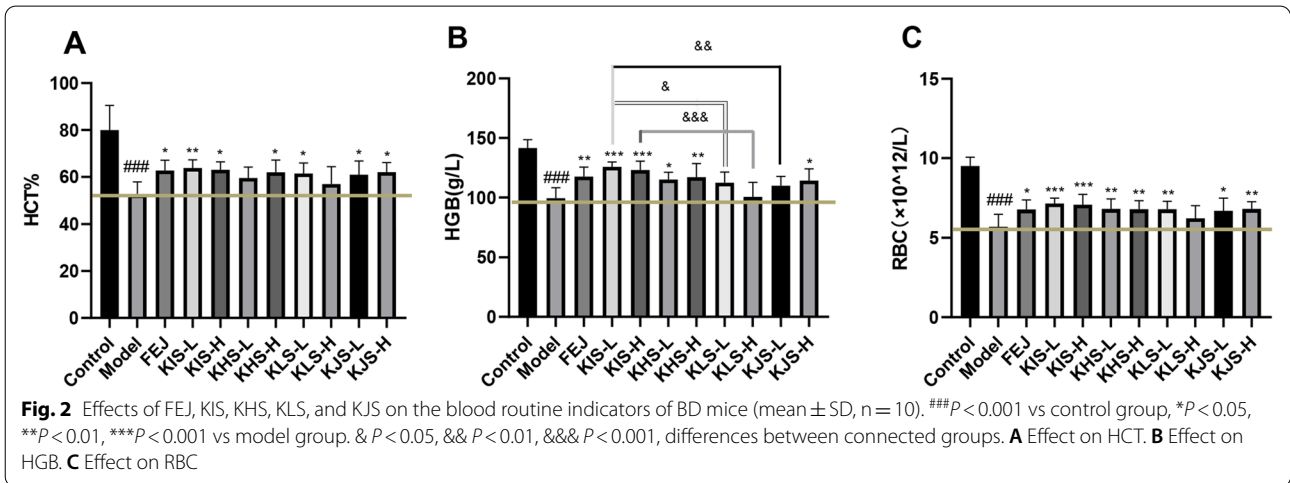 A
HCT%
100
80
60
40
20
0
###
*
**
*
*
*
*
*
Control
Model
FEJ
KIS-L
KIS-H
KHS-L
KHS-H
KLS-L
KLS-H
KJS-L
KJS-H
B
HGB(g/L)
200
150
100
50
0
&&
&
&&&
###
**
***
***
*
**
*
Control
Model
FEJ
KIS-L
KIS-H
KHS-L
KHS-H
KLS-L
KLS-H
KJS-L
KJS-H
C
RBC(×10^12/L)
15
10
5
0
###
*
***
***
**
**
**
*
**
Control
Model
FEJ
KIS-L
KIS-H
KHS-L
KHS-H
KLS-L
KLS-H
KJS-L
KJS-H
Fig. 2 Effects of FEJ, KIS, KHS, KLS, and KJS on the blood routine indicators of BD mice (mean ± SD, n = 10). ###P < 0.001 vs control group, *P < 0.05,
**P < 0.01, ***P < 0.001 vs model group. & P < 0.05, && P < 0.01, &&& P < 0.001, differences between connected groups. A Effect on HCT. B Effect on
HGB. C Effect on RBC